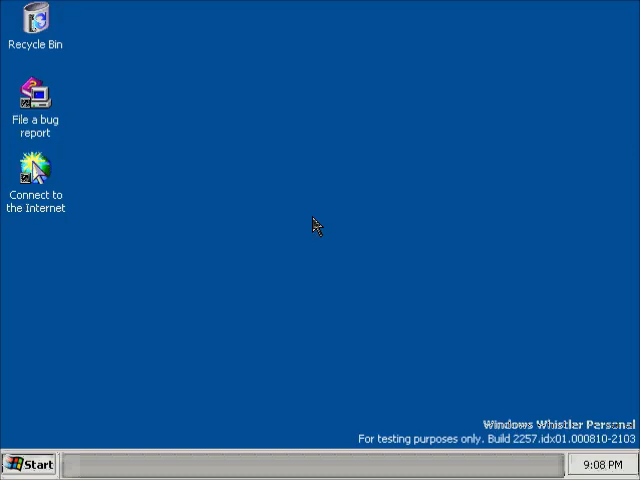 Recycle Bin
File a bug
report
Connect to
the Internet
Windows Whistler Personal
For testing purposes only. Build 2257.idx01.000810-2103
Start
9:08 PM